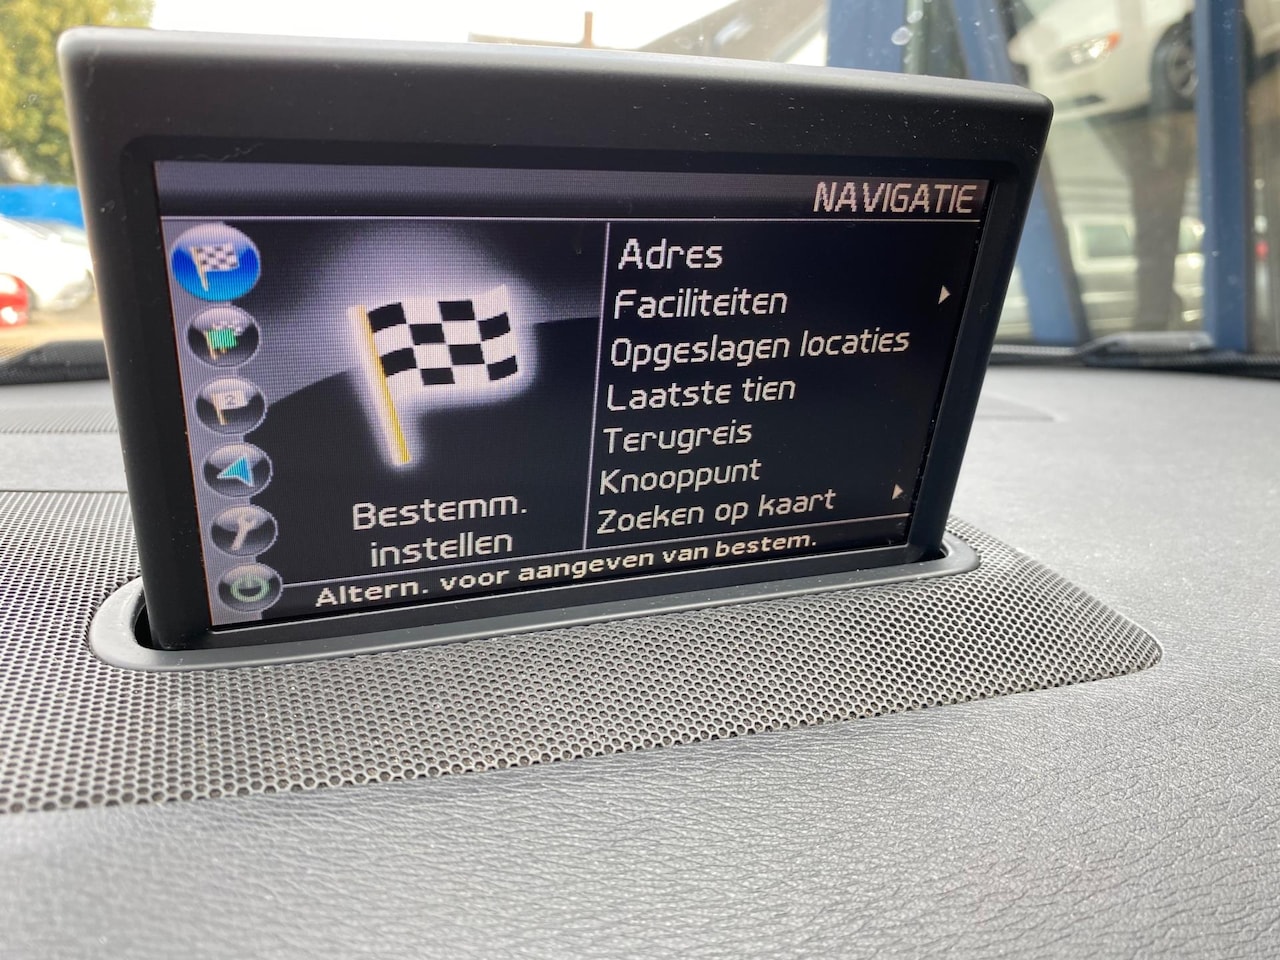 NAVIGATIE
Adres
Faciliteiten
Opgeslagen locaties
Laatste tien
Terugreis
Knooppunt
Zoeken op kaart
2
Bestemm.
instellen
Altern. voor aangeven van bestem.